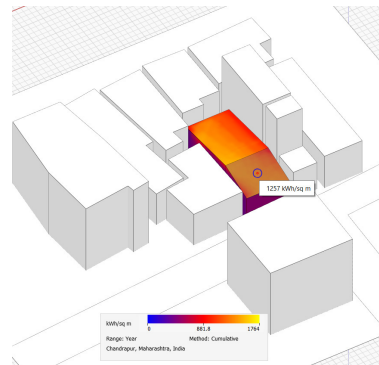 1257 kWh/sq m
kWh/sq m
0 881.8 1764
Range: Year Method: Cumulative
Chandrapur, Maharashtra, India